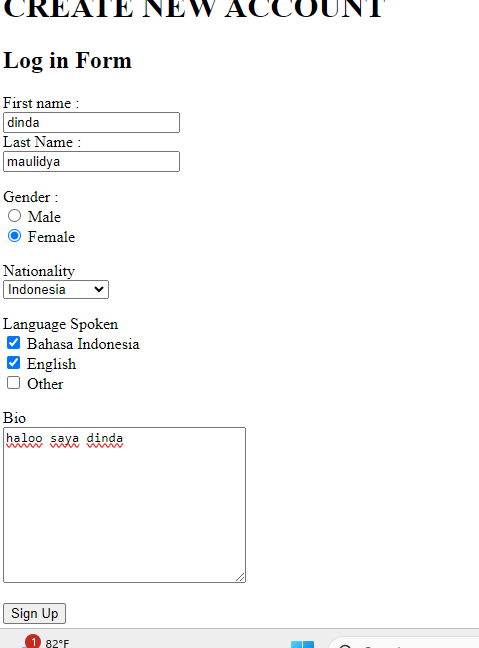 CREATE NEW ACCOUNT
Log in Form
First name :
dinda
Last Name :
maulidya
Gender :
Male
Female
Nationality
Indonesia
Language Spoken
Bahasa Indonesia
English
Other
Bio
haloo saya dinda
Sign Up
1
82°F